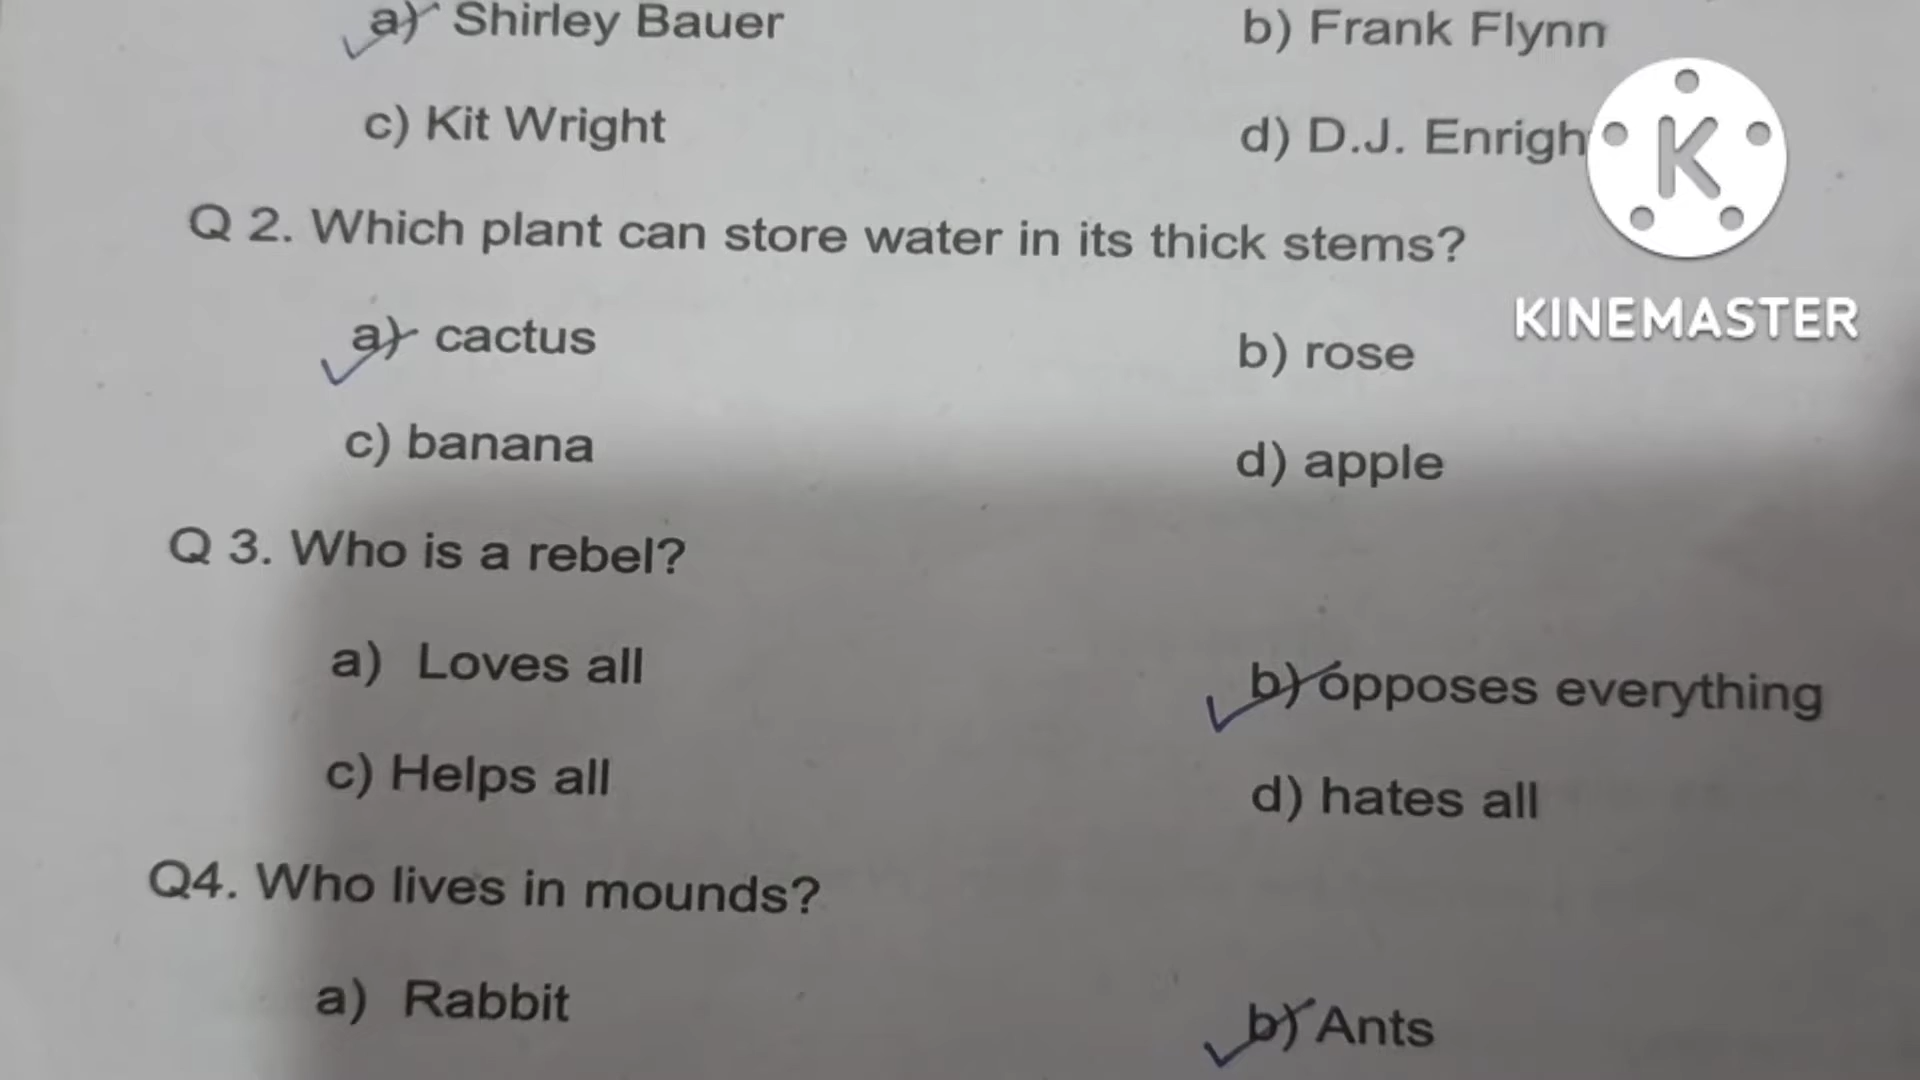 a) Shirley Bauer b) Frank Flynn
c) Kit Wright d) D.J. Enrigh
K
KINEMASTER
Q 2. Which plant can store water in its thick stems?
a) cactus b) rose
c) banana d) apple
Q 3. Who is a rebel?
a) Loves all b) opposes everything
c) Helps all d) hates all
Q4. Who lives in mounds?
a) Rabbit b) Ants